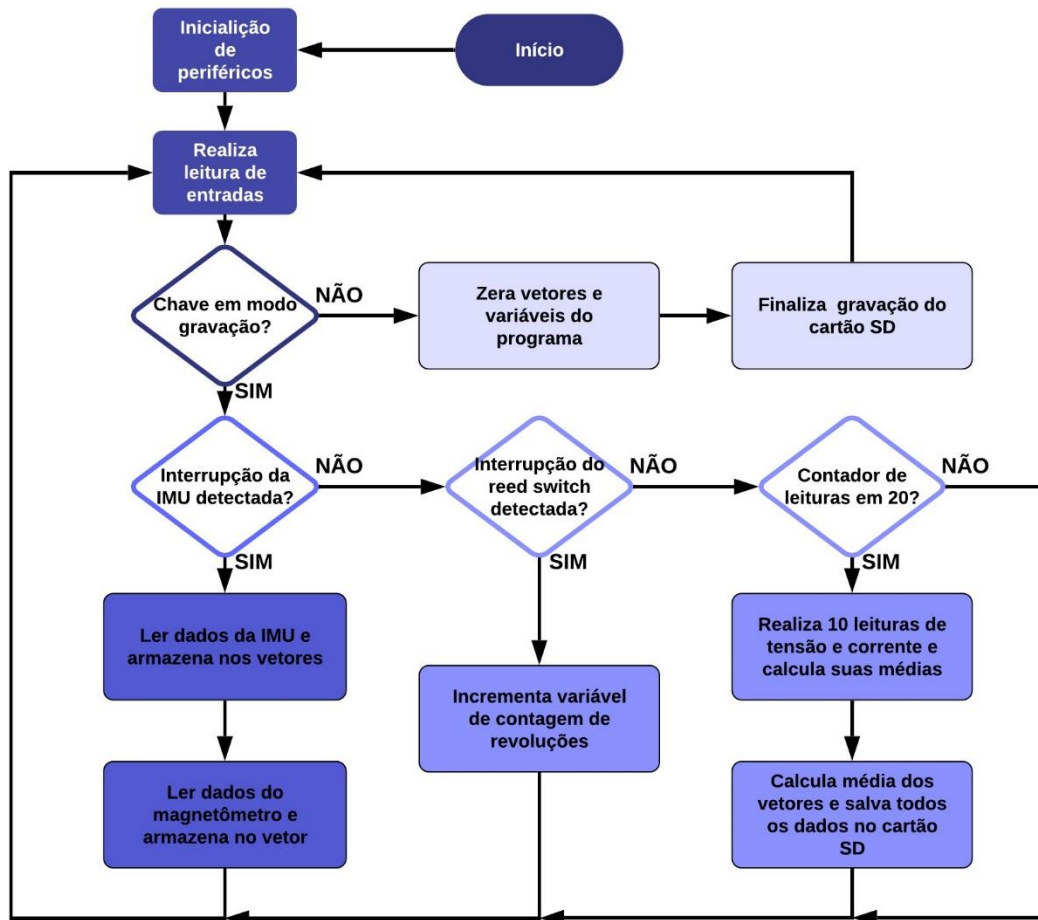 Inicialição
de
periféricos
Início
Realiza
leitura de
entradas
Chave em modo
gravação?
NÃO
Zera vetores e
variáveis do
programa
Finaliza gravação do
cartão SD
SIM
Interrupção da
IMU detectada?
NÃO
Interrupção do
reed switch
detectada?
NÃO
Contador de
leituras em 20?
NÃO
SIM
SIM
SIM
Ler dados da IMU e
armazena nos vetores
Incrementa variável
de contagem de
revoluções
Realiza 10 leituras de
tensão e corrente e
calcula suas médias
Ler dados do
magnetômetro e
armazena no vetor
Calcula média dos
vetores e salva todos
os dados no cartão
SD